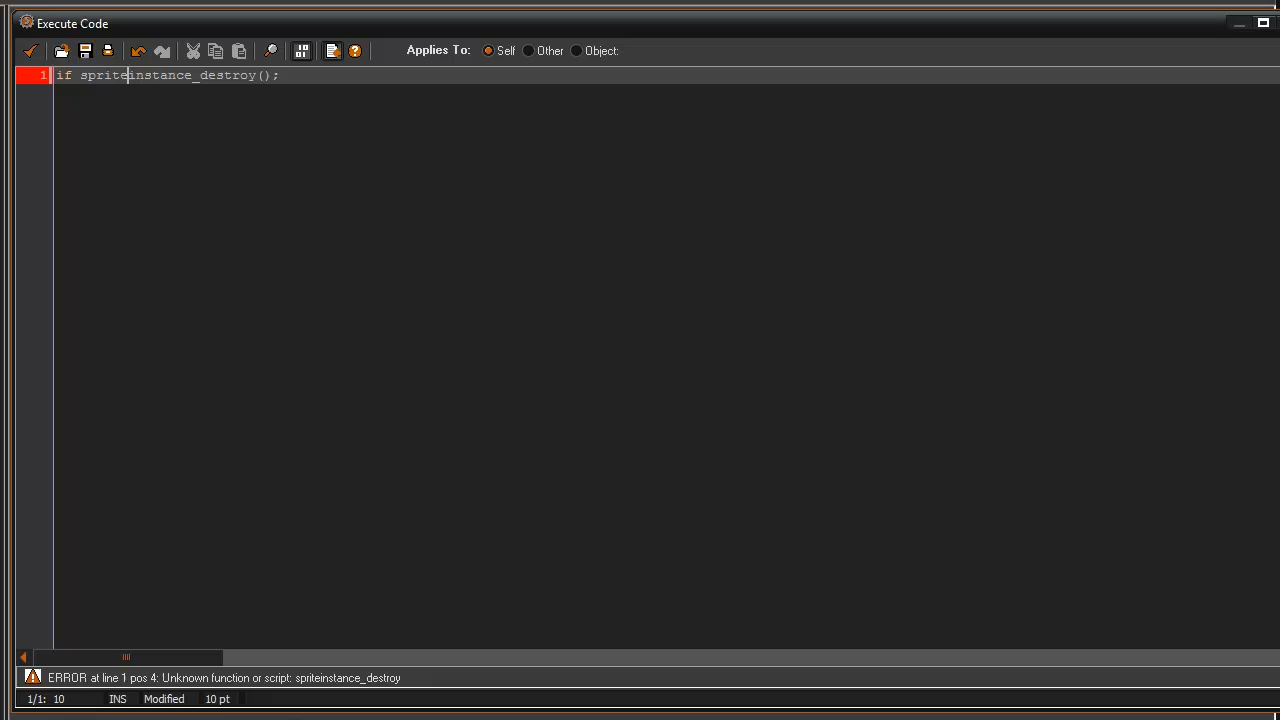 Execute Code
Applies To: Self Other Object:
1 if spriteinstance_destroy();
ERROR at line 1 pos 4: Unknown function or script: spriteinstance_destroy
1/1: 10 INS Modified 10 pt